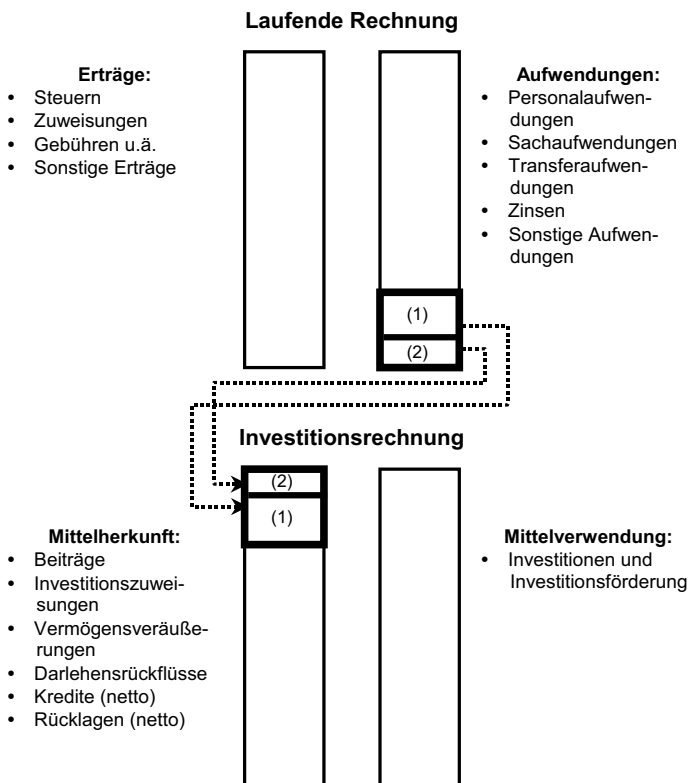 Laufende Rechnung
Erträge:
• Steuern
• Zuweisungen
• Gebühren u.ä.
• Sonstige Erträge
Aufwendungen:
• Personalaufwen-
dungen
• Sachaufwendungen
• Transferaufwen-
dungen
• Zinsen
• Sonstige Aufwen-
dungen
(1)
(2)
Investitionsrechnung
(2)
(1)
Mittelherkunft:
• Beiträge
• Investitionszuwei-
sungen
• Vermögensveräuße-
rungen
• Darlehensrückflüsse
• Kredite (netto)
• Rücklagen (netto)
Mittelverwendung:
• Investitionen und
Investitionsförderung